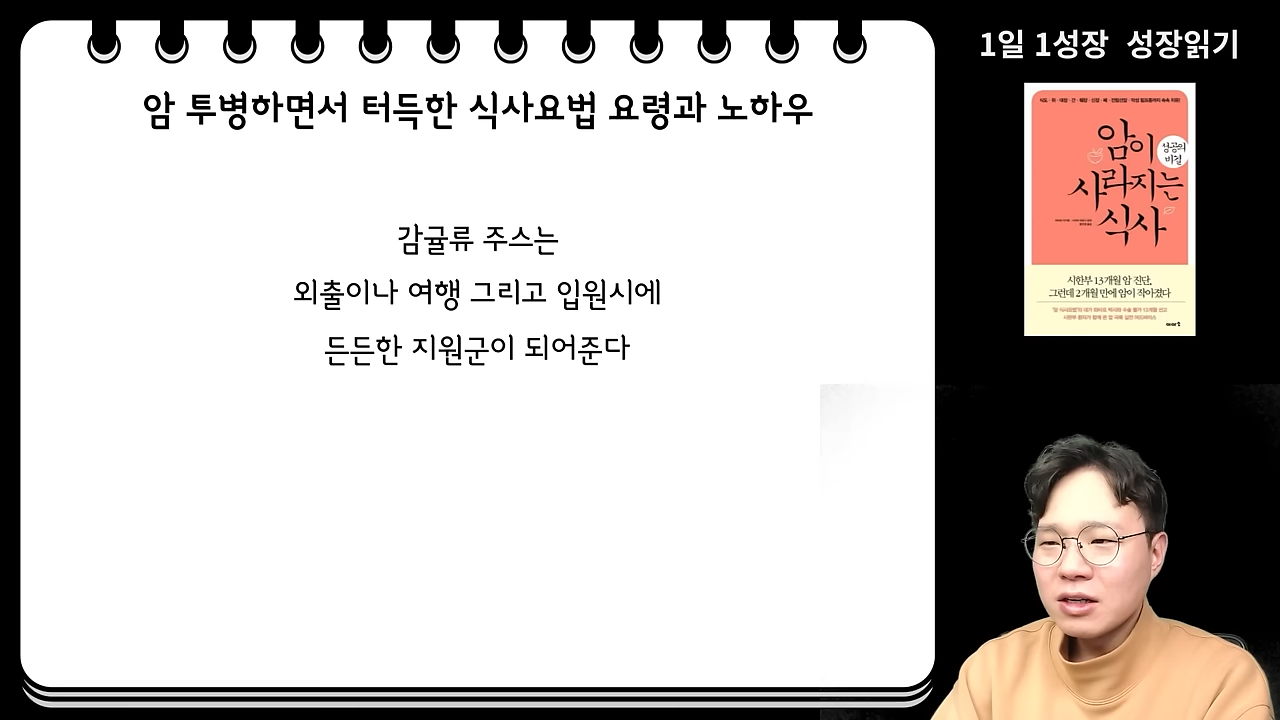 암 투병하면서 터득한 식사요법 요령과 노하우
감귤류 주스는
외출이나 여행 그리고 입원시에
든든한 지원군이 되어준다
1일 1성장 성장읽기
암이
사라지는
식사
성공의
비결
시한부 13개월 암 진단,
그런데 2개월 만에 암이 작아졌다